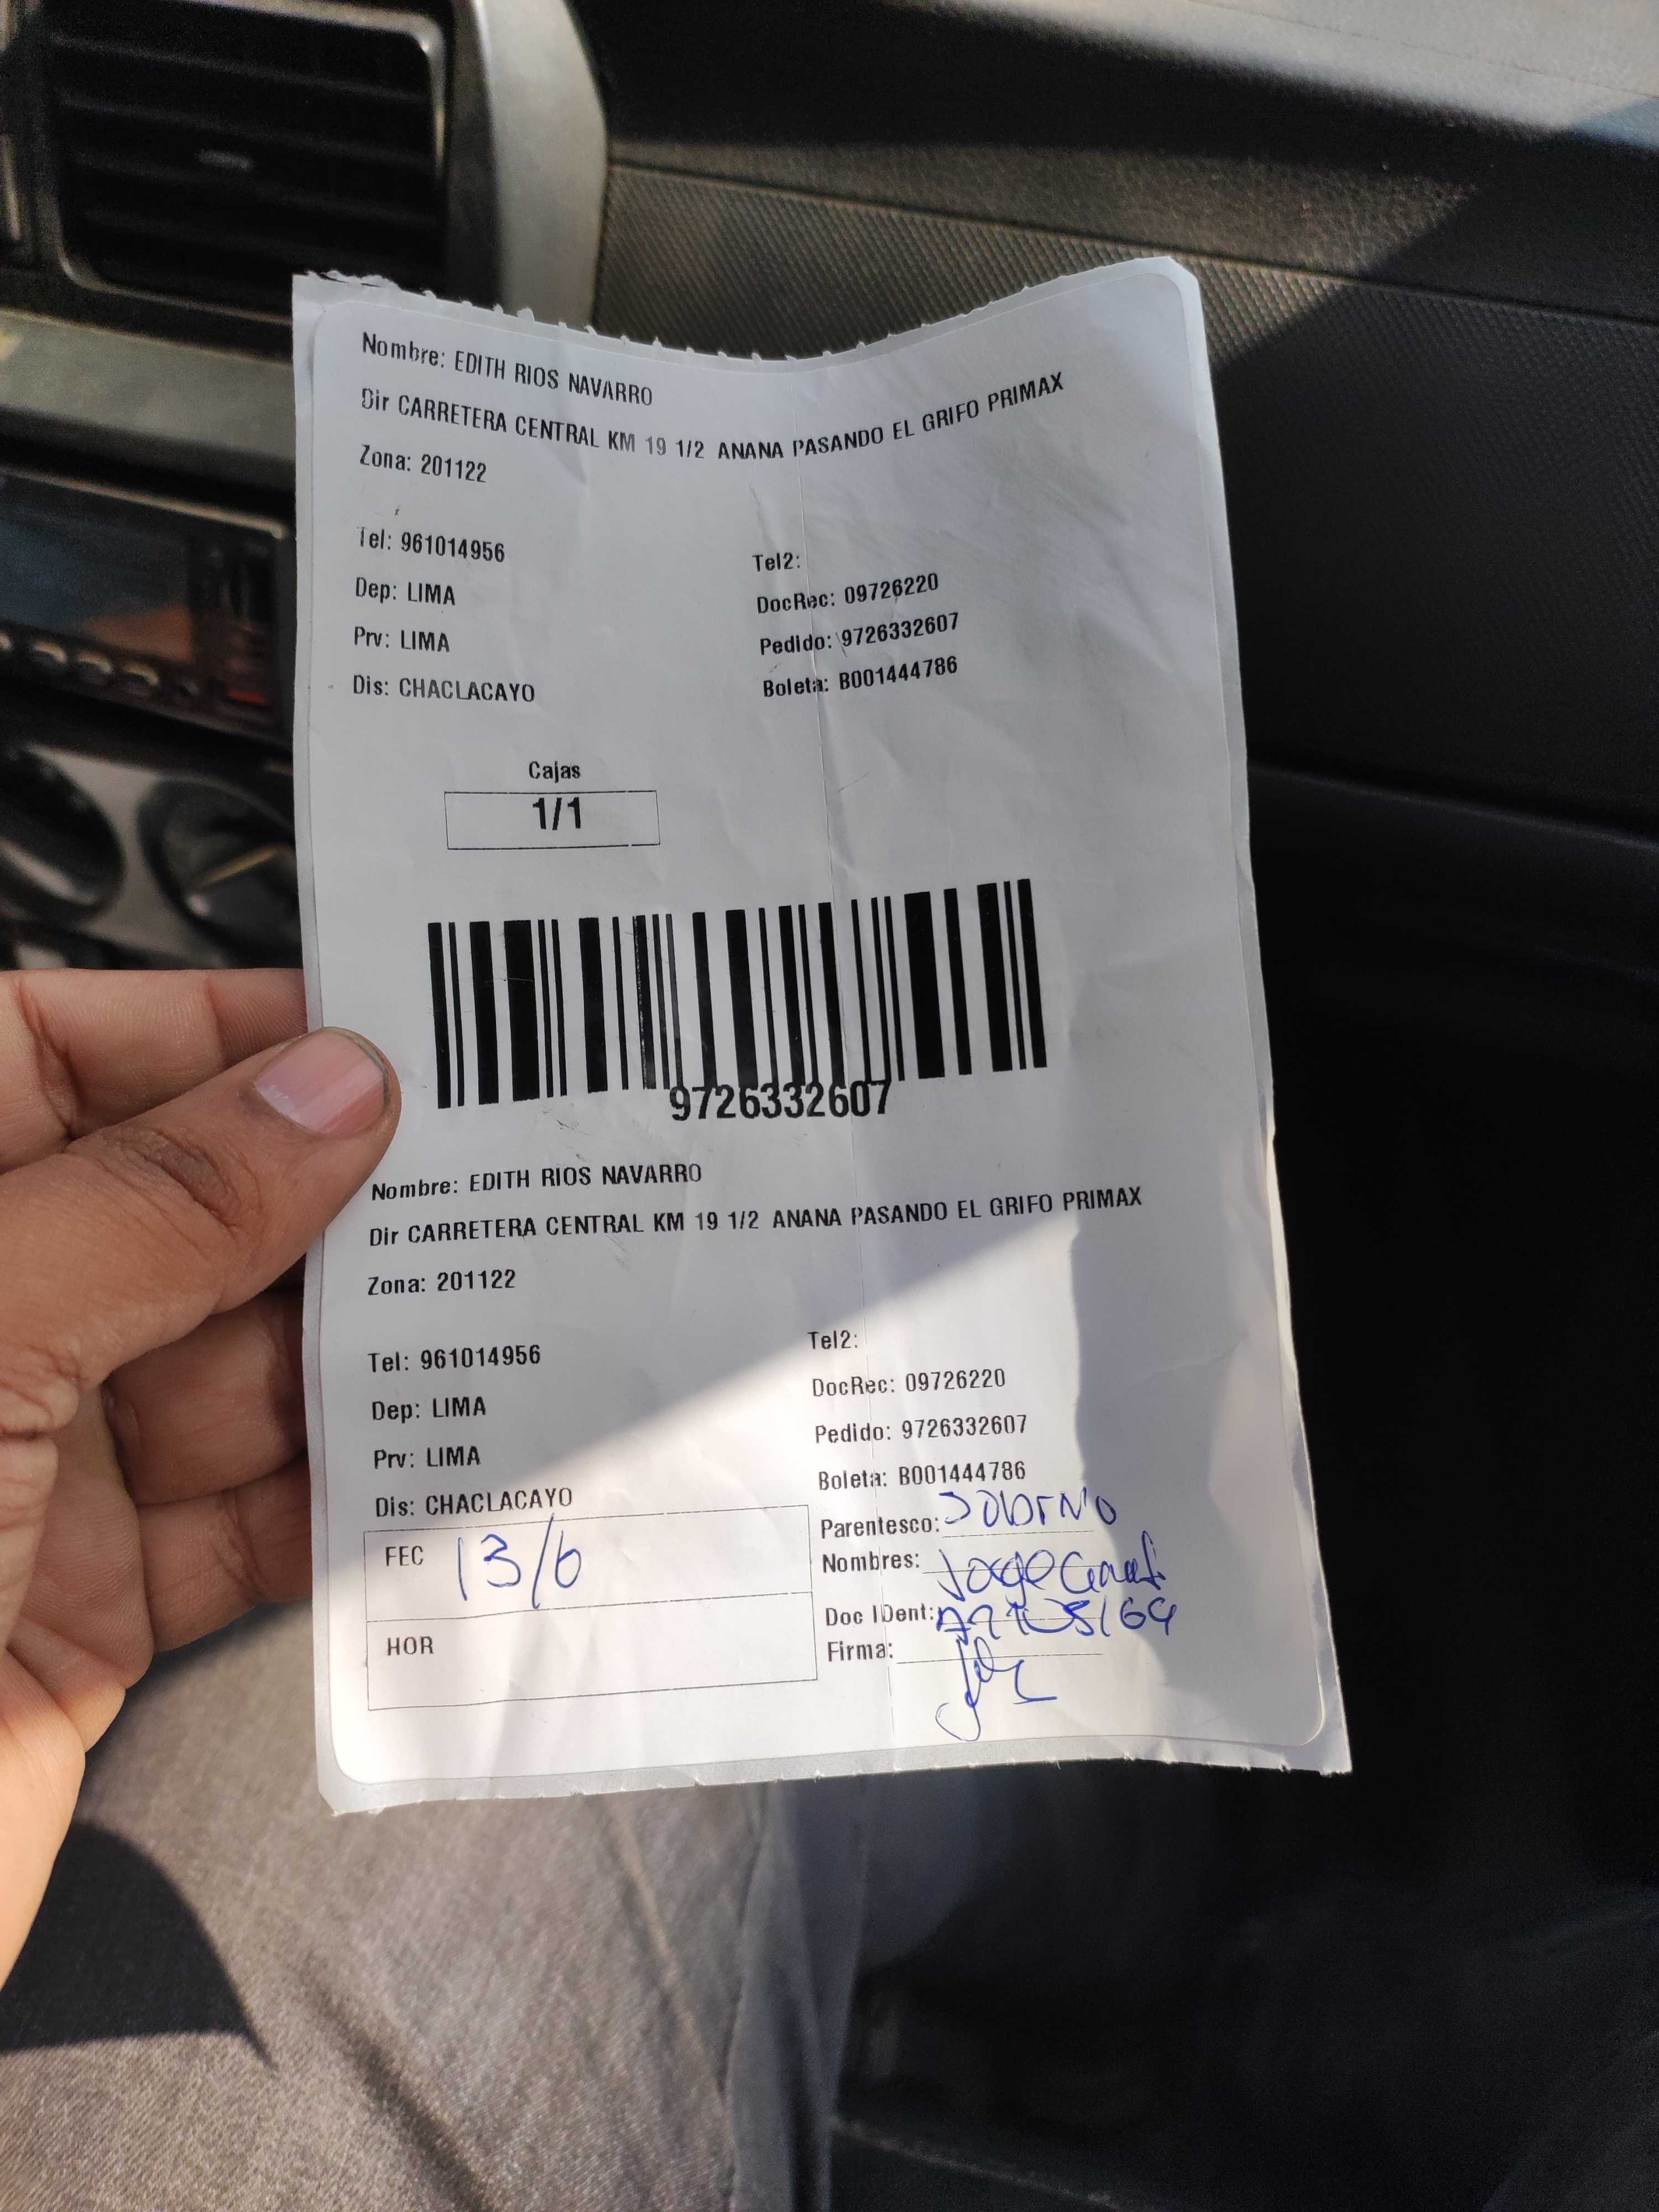 Nombre: EDITH RIOS NAVARRO
Dir CARRETERA CENTRAL KM 19 1/2 ANANA PASANDO EL GRIFO PRIMAX
Zona: 201122
Tel: 961014956 Tel2:
Dep: LIMA DocRec: 09726220
Prv: LIMA Pedido: 9726332607
Dis: CHACLACAYO Boleta: B001444786
Cajas
1/1
9726332607
Nombre: EDITH RIOS NAVARRO
Dir CARRETERA CENTRAL KM 19 1/2 ANANA PASANDO EL GRIFO PRIMAX
Zona: 201122
Tel: 961014956 Tel2:
Dep: LIMA DocRec: 09726220
Prv: LIMA Pedido: 9726332607
Dis: CHACLACAYO Boleta: B001444786
FEC 13/6 Parentesco: SOBRINO
Nombres: Jorge
HOR Doc IDent:
Firma: